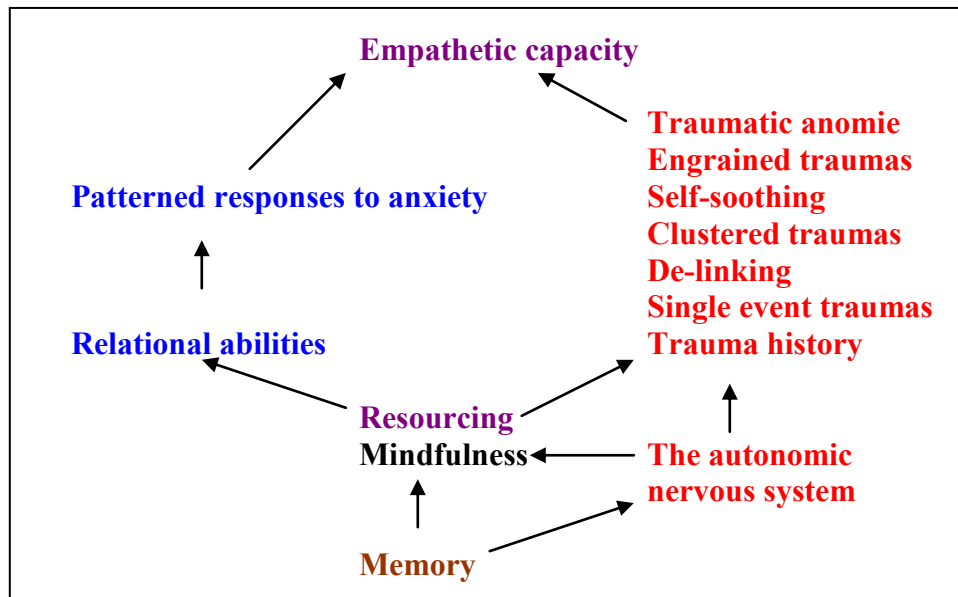 Empathetic capacity
Traumatic anomie
Engrained traumas
Patterned responses to anxiety
Self-soothing
Clustered traumas
De-linking
Single event traumas
Relational abilities
Trauma history
Resourcing
Mindfulness
The autonomic
nervous system
Memory